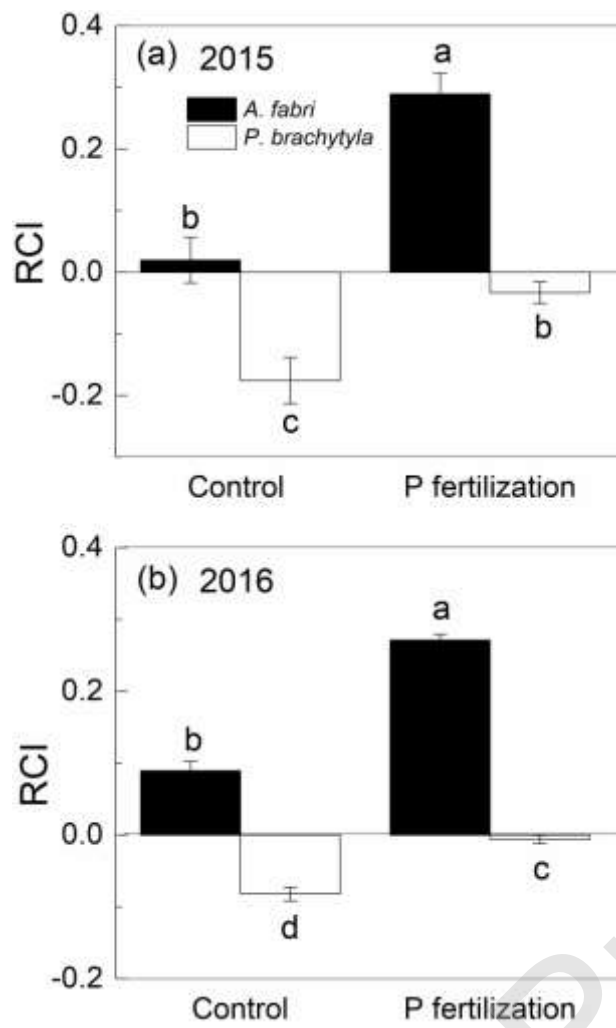 0.4
(a) 2015
a
A. fabri
P. brachytyla
0.2
b
RCI
0.0
b
-0.2
c
Control P fertilization
0.4
(b) 2016
a
0.2
b
RCI
0.0
c
d
-0.2
Control P fertilization